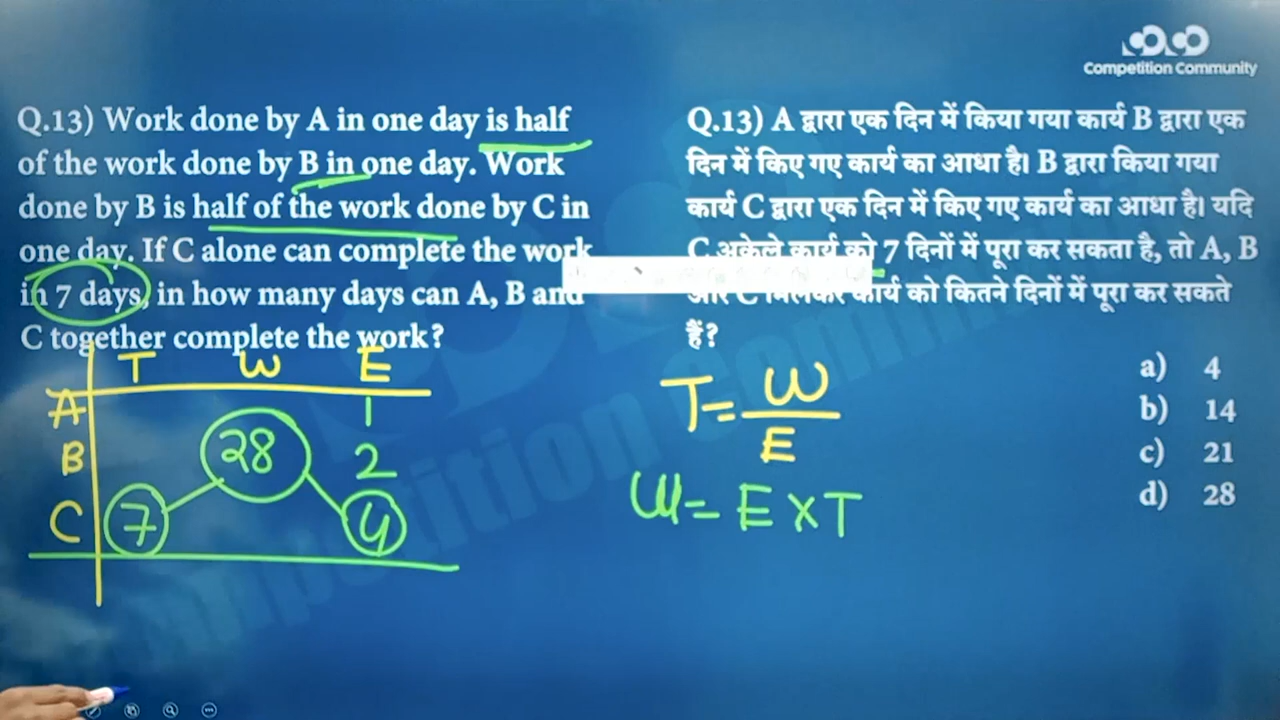 Competition Community
Q.13) Work done by A in one day is half
of the work done by B in one day. Work
done by B is half of the work done by C in
one day. If C alone can complete the work
in 7 days, in how many days can A, B and
C together complete the work?
Q.13) A द्वारा एक दिन में किया गया कार्य B द्वारा एक
दिन में किए गए कार्य का आधा है। B द्वारा किया गया
कार्य C द्वारा एक दिन में किए गए कार्य का आधा है। यदि
C अकेले कार्य को 7 दिनों में पूरा कर सकता है, तो A, B
और C मिलकर कार्य को कितने दिनों में पूरा कर सकते
हैं?
a) 4
b) 14
c) 21
d) 28
T W E
A 1
B 28 2
C 7 4
T = W
E
W = E X T
Competition Community